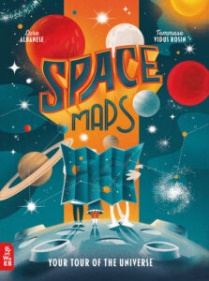 Lara
ALBANESE
Tommaso
VIDUS ROSIN
SPACE
MAPS
YOUR TOUR OF THE UNIVERSE